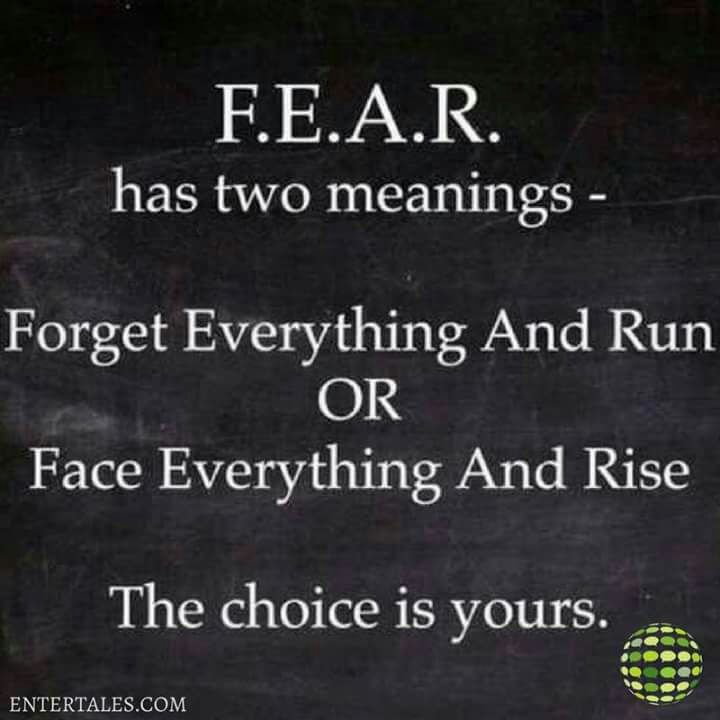 F.E.A.R.
has two meanings -
Forget Everything And Run
OR
Face Everything And Rise
The choice is yours.
ENTERTALES.COM